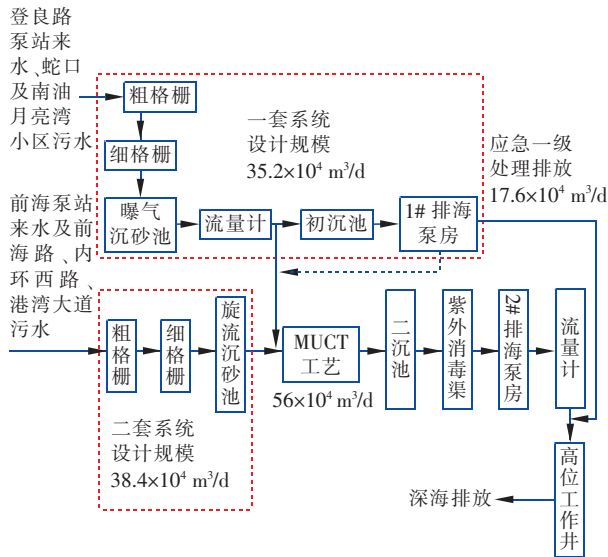 登良路
泵站来
水、蛇口
及南油
月亮湾
小区污水
粗格栅
细格栅
曝气
沉砂池
流量计
初沉池
1# 排海
泵房
一套系统
设计规模
35.2×10⁴ m³/d
应急一级
处理排放
17.6×10⁴ m³/d
前海泵站
来水及前
海路、内
环西路、
港湾大道
污水
粗格栅
细格栅
旋流沉砂池
MUCT
工艺
56×10⁴ m³/d
二沉池
紫外消毒渠
2#排海泵房
流量计
二套系统
设计规模
38.4×10⁴ m³/d
高位工作井
深海排放